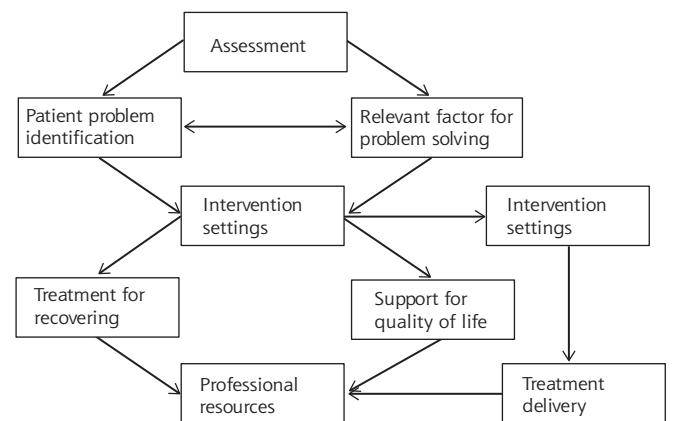 Assessment
Patient problem
identification
Relevant factor for
problem solving
Intervention
settings
Intervention
settings
Treatment for
recovering
Support for
quality of life
Professional
resources
Treatment
delivery